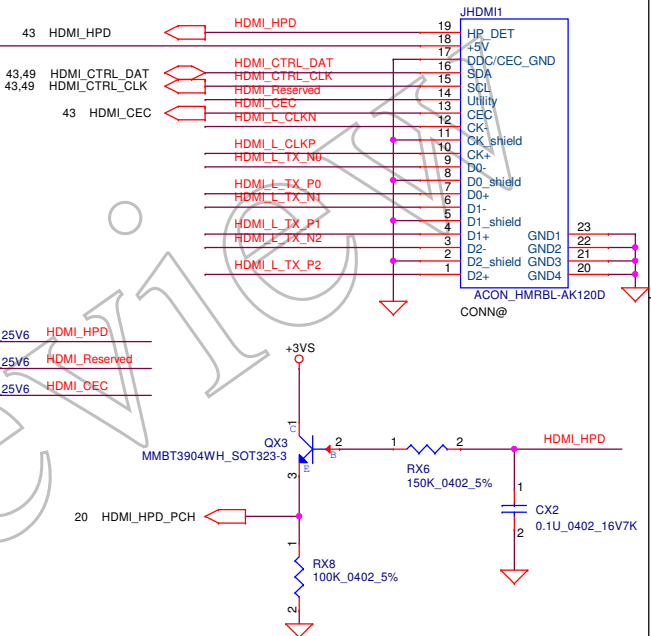 JHDMI1
43 HDMI_HPD HDMI_HPD 19 HP_DET
18 +5V
17 DDC/CEC_GND
43,49 HDMI_CTRL_DAT HDMI_CTRL_DAT 16 SDA
43,49 HDMI_CTRL_CLK HDMI_CTRL_CLK 15 SCL
HDMI_Reserved 14 Utility
43 HDMI_CEC HDMI_CEC 13 CEC
HDMI_L_CLKN 12 CK-
11 CK_shield
HDMI_L_CLKP 10 CK+
HDMI_L_TX_N0 9 D0-
8 D0_shield
HDMI_L_TX_P0 7 D0+
HDMI_L_TX_N1 6 D1-
5 D1_shield
HDMI_L_TX_P1 4 D1+ GND1 23
HDMI_L_TX_N2 3 D2- GND2 22
2 D2_shield GND3 21
HDMI_L_TX_P2 1 D2+ GND4 20
ACON_HMRBL-AK120D
CONN@
25V6 HDMI_HPD
25V6 HDMI_Reserved
25V6 HDMI_CEC
+3VS
1
C
QX3
MMBT3904WH_SOT323-3
2 B
E
3
1 2
RX6
150K_0402_5%
HDMI_HPD
1
CX2
0.1U_0402_16V7K
2
20 HDMI_HPD_PCH
1
RX8
100K_0402_5%
2
eview